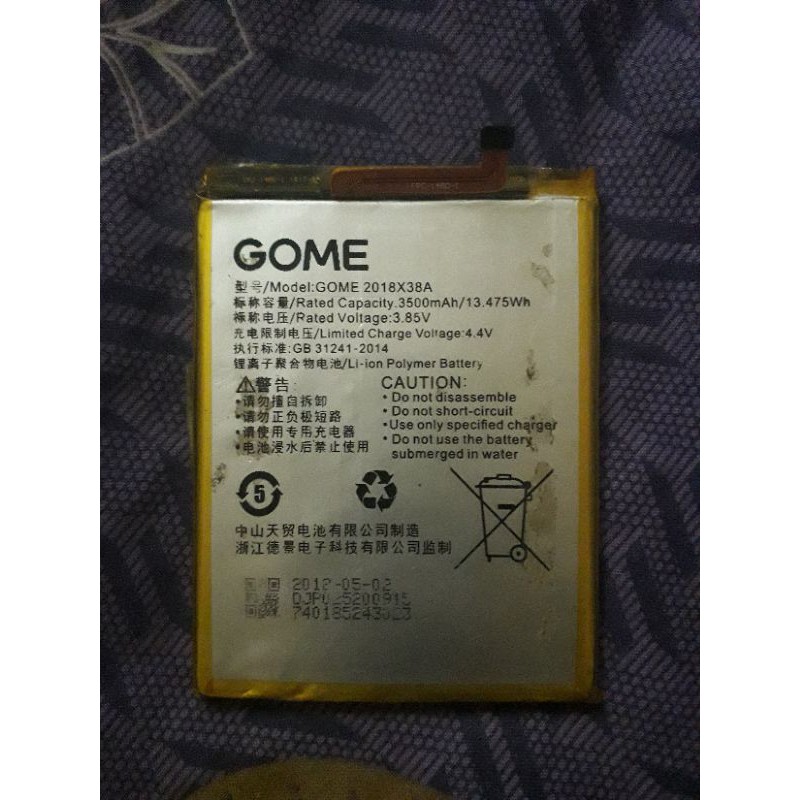 GOME
型号/Model:GOME 2018X38A
标称容量/Rated Capacity.3500mAh/13.475Wh
标称电压/Rated Voltage:3.85V
充电限制电压/Limited Charge Voltage:4.4V
执行标准:GB 31241-2014
锂离子聚合物电池/Li-ion Polymer Battery
警告:
•请勿擅自拆卸
•请勿正负极短路
•请使用专用充电器
•电池浸水后禁止使用
CAUTION:
• Do not disassemble
• Do not short-circuit
• Use only specified charger
• Do not use the battery
submerged in water
5
中山天贸电池有限公司制造
浙江德景电子科技有限公司监制